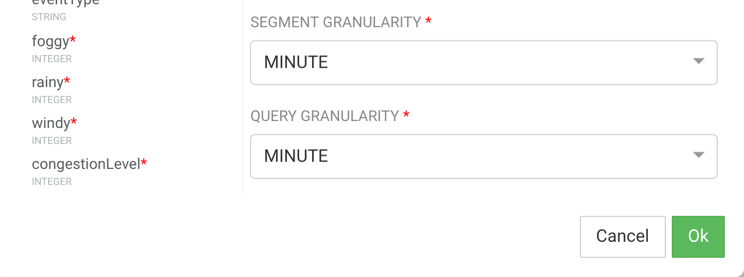 eventType
STRING
foggy*
INTEGER
rainy*
INTEGER
windy*
INTEGER
congestionLevel*
INTEGER
SEGMENT GRANULARITY *
MINUTE
QUERY GRANULARITY *
MINUTE
Cancel
Ok